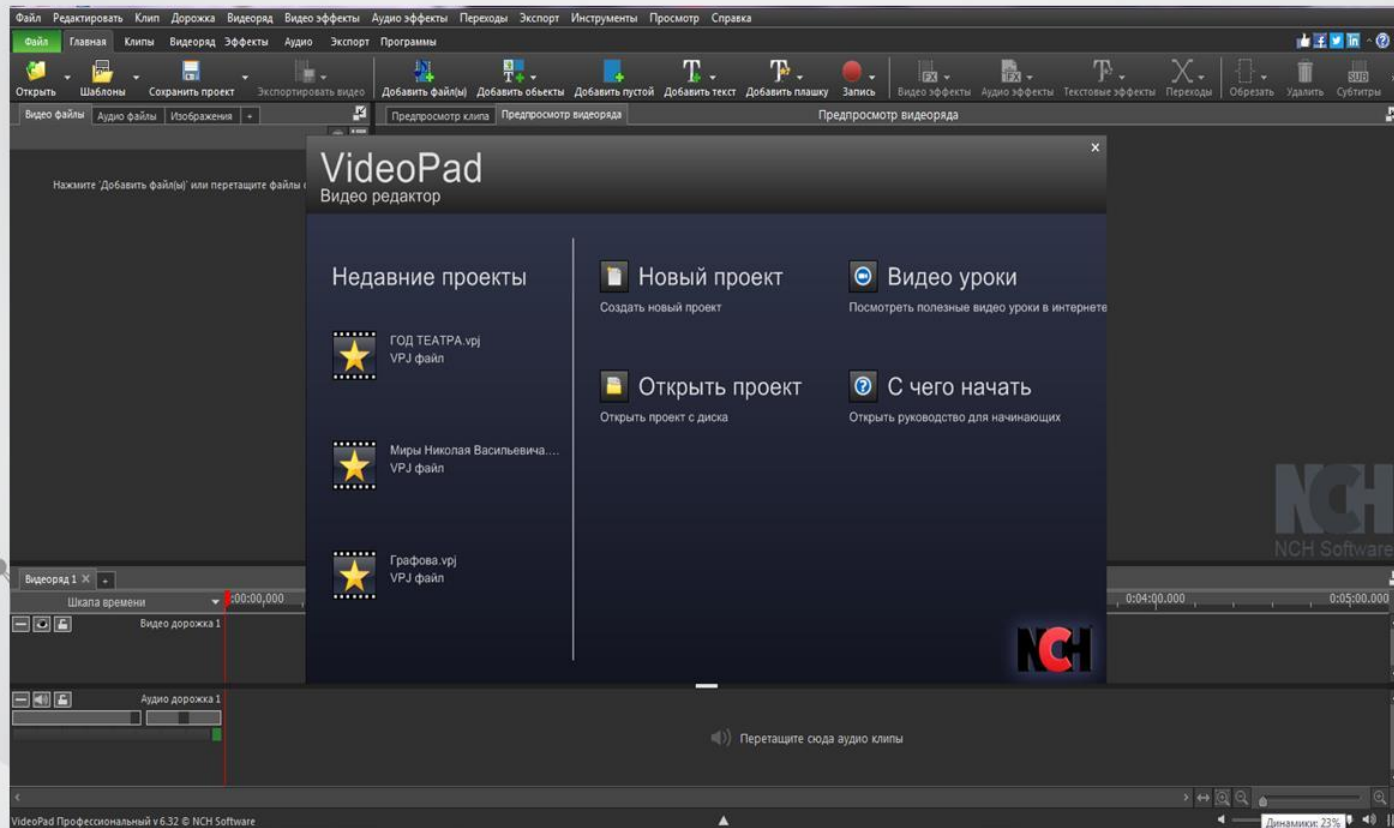 Файл Редактировать Клип Дорожка Видеоряд Видео эффекты Аудио эффекты Переходы Экспорт Инструменты Просмотр Справка
Файл Главная Клипы Видеоряд Эффекты Аудио Экспорт Программы
Открыть Шаблоны Сохранить проект Экспортировать видео Добавить файл(ы) Добавить объекты Добавить пустой Добавить текст Добавить плашку Запись Видео эффекты Аудио эффекты Текстовые эффекты Переходы Обрезать Удалить Субтитры
Видео файлы Аудио файлы Изображения + Предпросмотр клипа Предпросмотр видеоряда Предпросмотр видеоряда
Нажмите 'Добавить файл(ы)' или перетащите файлы
VideoPad
Видео редактор
Недавние проекты
ГОД ТЕАТРА.vpj
VPJ файл
Миры Николая Васильевича....
VPJ файл
Графова.vpj
VPJ файл
Новый проект
Создать новый проект
Видео уроки
Посмотреть полезные видео уроки в интернете
Открыть проект
Открыть проект с диска
С чего начать
Открыть руководство для начинающих
NCH
NCH
NCH Software
Видеоряд 1
Шкала времени :00:00,000 0:04:00.000 0:05:00.000
Видео дорожка 1
Аудио дорожка 1
Перетащите сюда аудио клипы
VideoPad Профессиональный v 6.32 © NCH Software
Динамики: 23%